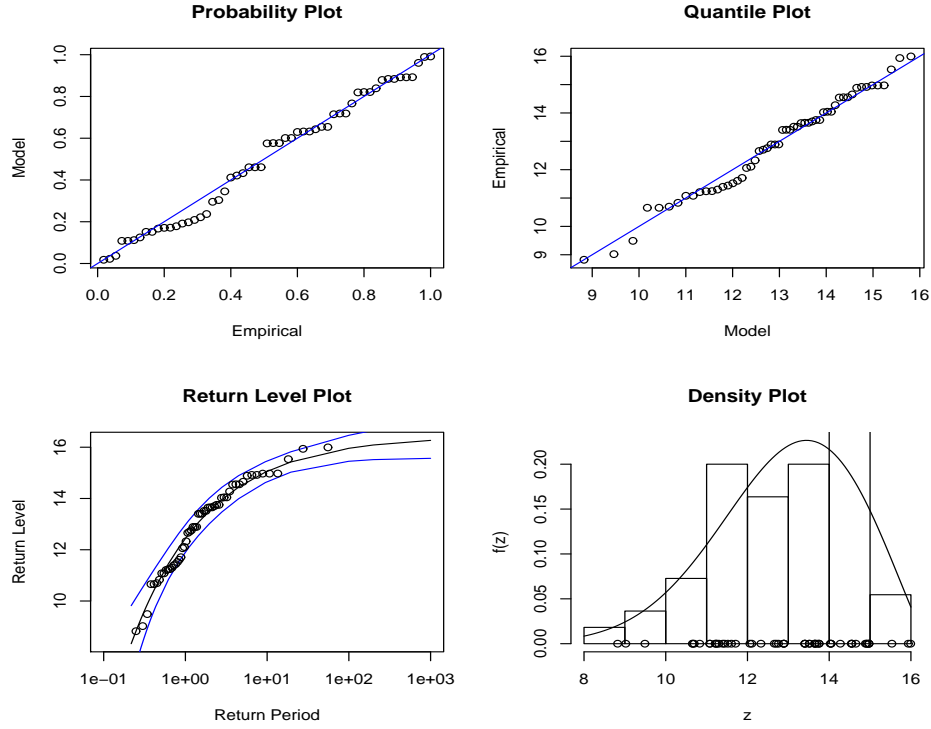 Probability Plot
Model
1.0
0.8
0.6
0.4
0.2
0.0
0.0 0.2 0.4 0.6 0.8 1.0
Empirical
Quantile Plot
Empirical
16
14
12
10
9
9 10 11 12 13 14 15 16
Model
Return Level Plot
Return Level
16
14
12
10
1e−01 1e+00 1e+01 1e+02 1e+03
Return Period
Density Plot
f(z)
0.20
0.15
0.10
0.05
0.00
8 10 12 14 16
z